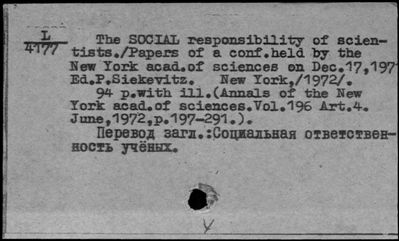 L
4177
The SOCIAL responsibility of scien-
tists./Papers of a conf.held by the
New York acad.of sciences on Dec.17,1971
Ed.P.Siekevitz. New York,/1972/.
94 p.with ill.(Annals of the New
York acad.of sciences.Vol.196 Art.4.
June,1972,p.197-291.).
Перевод загл.:Социальная ответствен-
ность учёных.